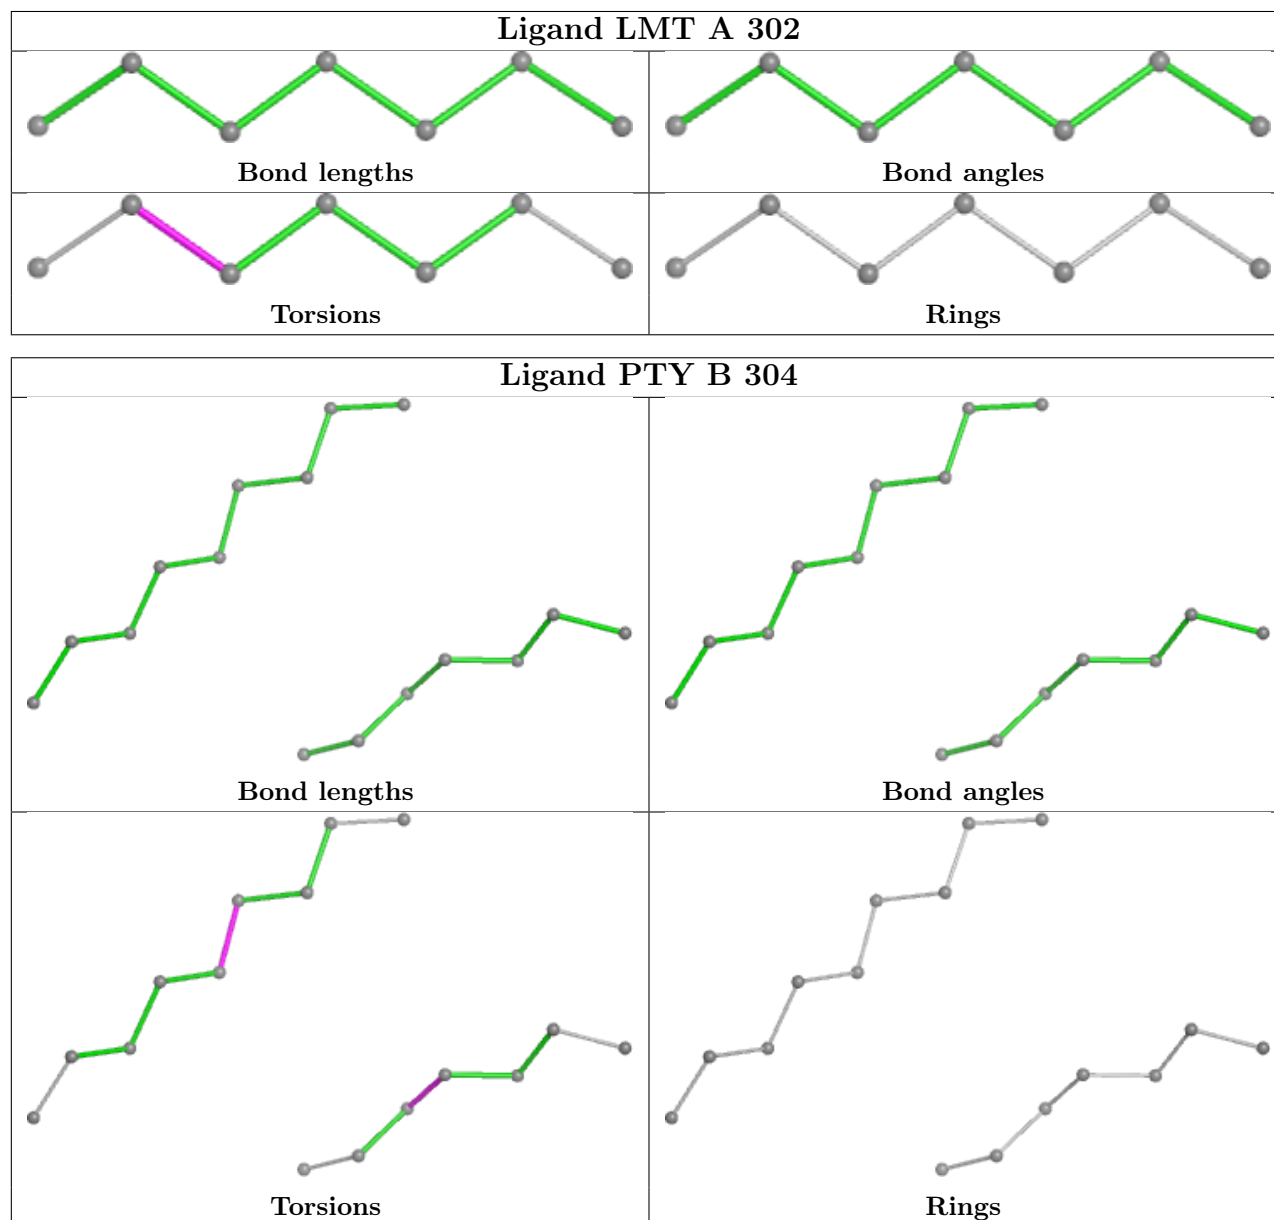 Ligand LMT A 302
Bond lengths
Bond angles
Torsions
Rings
Ligand PTY B 304
Bond lengths
Bond angles
Torsions
Rings